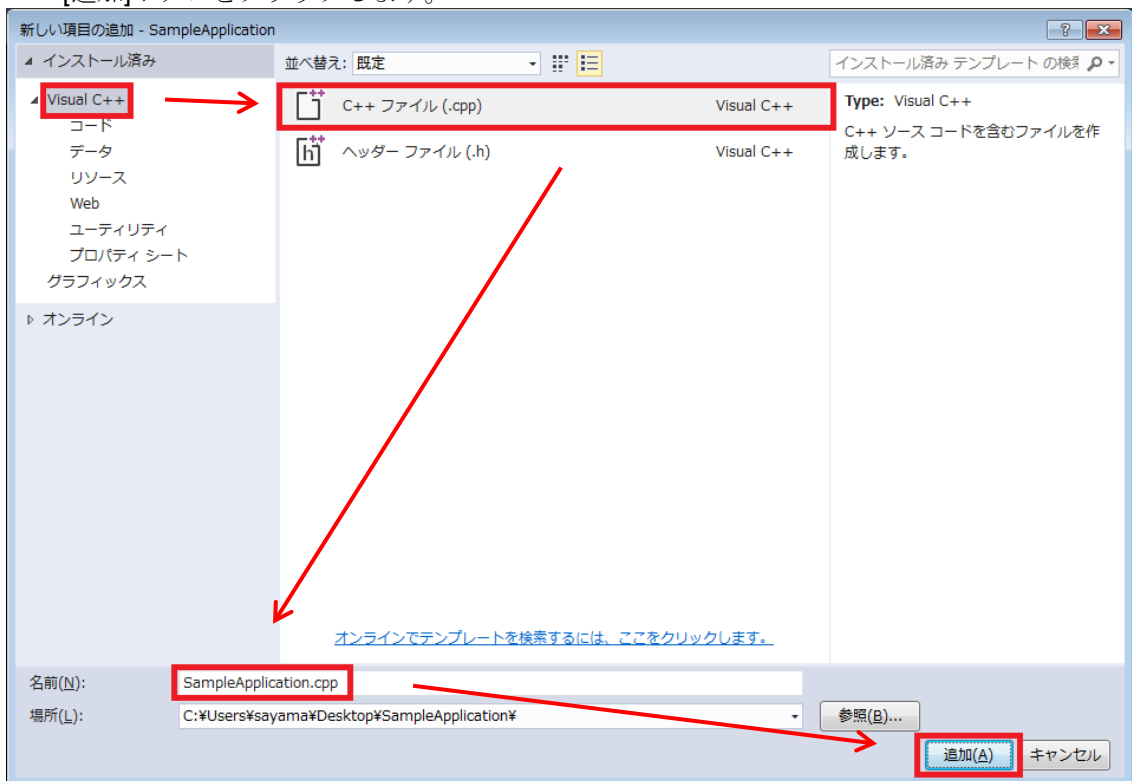 新しい項目の追加 - SampleApplication
インストール済み
並べ替え: 既定
インストール済み テンプレート の検索
Visual C++
コード
データ
リソース
Web
ユーティリティ
プロパティ シート
グラフィックス
オンライン
C++ ファイル (.cpp) Visual C++
ヘッダー ファイル (.h) Visual C++
Type: Visual C++
C++ ソース コードを含むファイルを作
成します。
オンラインでテンプレートを検索するには、ここをクリックします。
名前(N): SampleApplication.cpp
場所(L): C:¥Users¥sayama¥Desktop¥SampleApplication¥
参照(B)...
追加(A) キャンセル